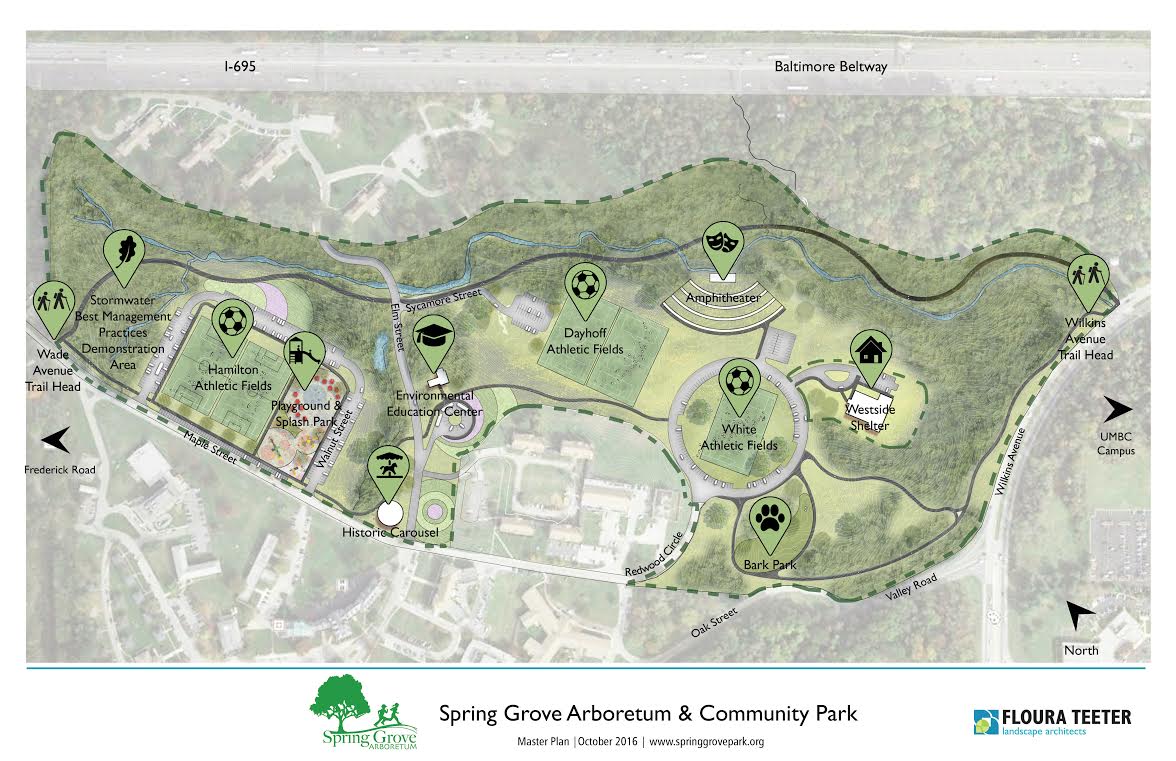 I-695
Baltimore Beltway
Stormwater
Best Management
Practices
Demonstration
Area
Wade
Avenue
Trail Head
Frederick Road
Hamilton
Athletic Fields
Playground &
Splash Park
Maple Street
Walnut Street
Elm Street
Sycamore Street
Environmental
Education Center
Historic Carousel
Dayhoff
Athletic Fields
Amphitheater
White
Athletic Fields
Westside
Shelter
Bark Park
Redwood Circle
Oak Street
Valley Road
Wilkins Avenue
Wilkins
Avenue
Trail Head
UMBC
Campus
North
Spring Grove
ARBORETUM
Spring Grove Arboretum & Community Park
Master Plan | October 2016 | www.springgrovepark.org
FLOURA TEETER
landscape architects